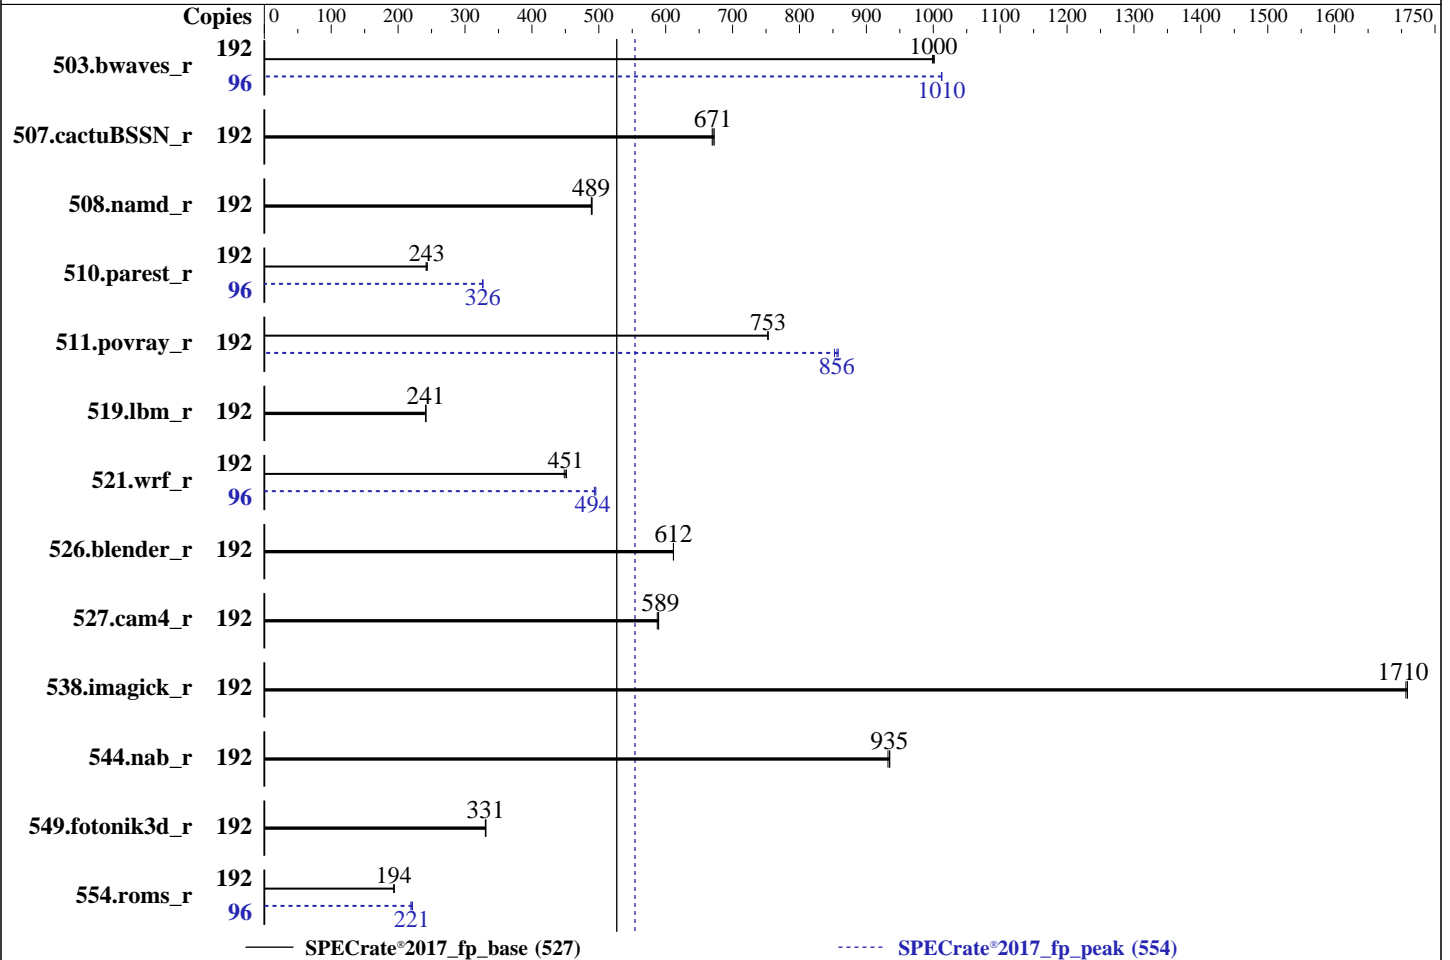 Copies 0 100 200 300 400 500 600 700 800 900 1000 1100 1200 1300 1400 1500 1600 1750
503.bwaves_r 192 1000
96 1010
507.cactuBSSN_r 192 671
508.namd_r 192 489
510.parest_r 192 243
96 326
511.povray_r 192 753
856
519.lbm_r 192 241
521.wrf_r 192 451
96 494
526.blender_r 192 612
527.cam4_r 192 589
538.imagick_r 192 1710
544.nab_r 192 935
549.fotonik3d_r 192 331
554.roms_r 192 194
96 221
SPECrate®2017_fp_base (527) SPECrate®2017_fp_peak (554)